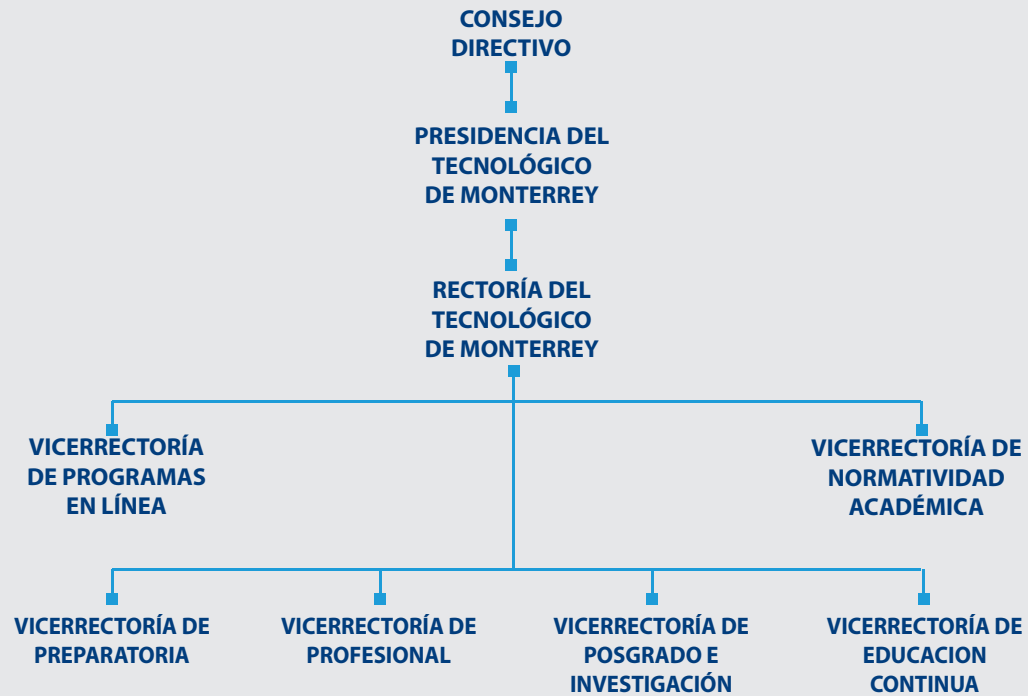 CONSEJO
DIRECTIVO
PRESIDENCIA DEL
TECNOLÓGICO
DE MONTERREY
RECTORÍA DEL
TECNOLÓGICO
DE MONTERREY
VICERRECTORÍA
DE PROGRAMAS
EN LÍNEA
VICERRECTORÍA DE
NORMATIVIDAD
ACADÉMICA
VICERRECTORÍA DE
PREPARATORIA
VICERRECTORÍA DE
PROFESIONAL
VICERRECTORÍA DE
POSGRADO E
INVESTIGACIÓN
VICERRECTORÍA DE
EDUCACION
CONTINUA